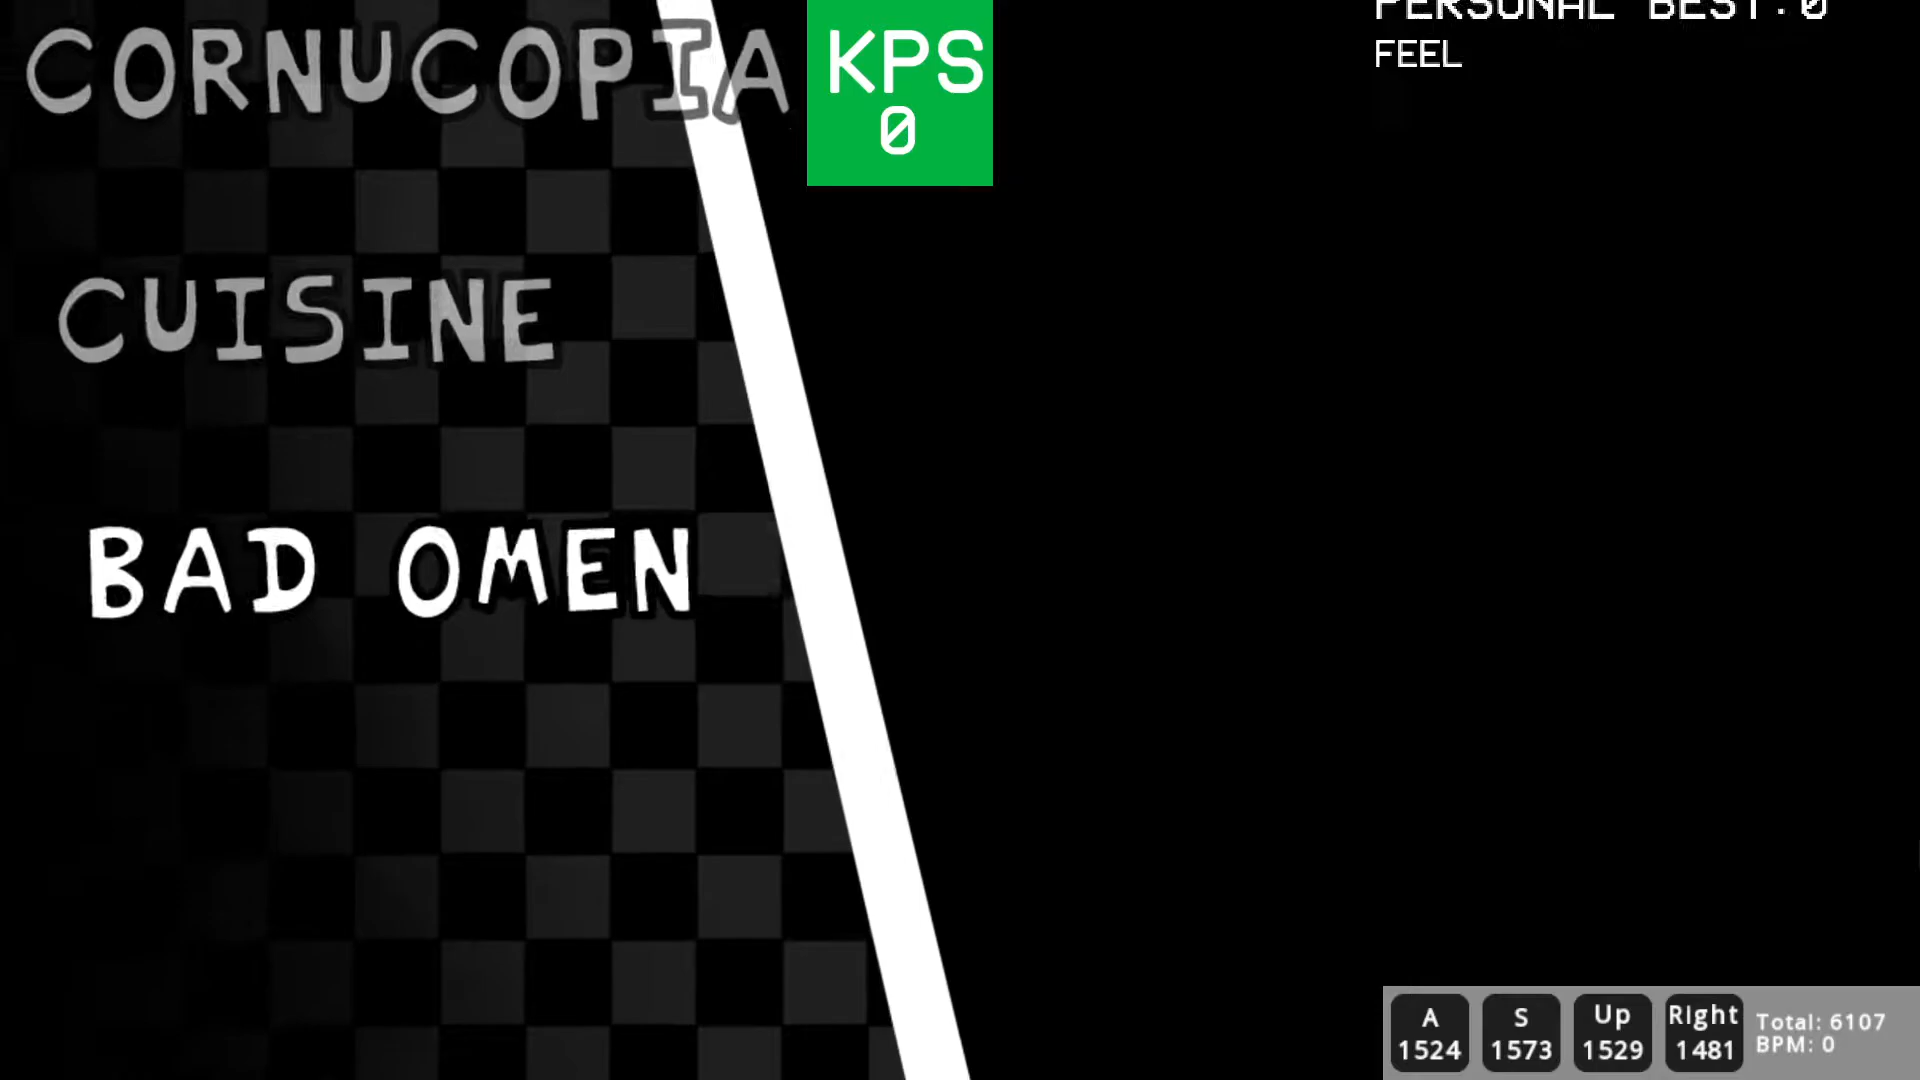 CORNUCOPIA
KPS
0
PERSONAL BEST:0
FEEL
CUISINE
BAD OMEN
A
1524
S
1573
Up
1529
Right
1481
Total: 6107
BPM: 0